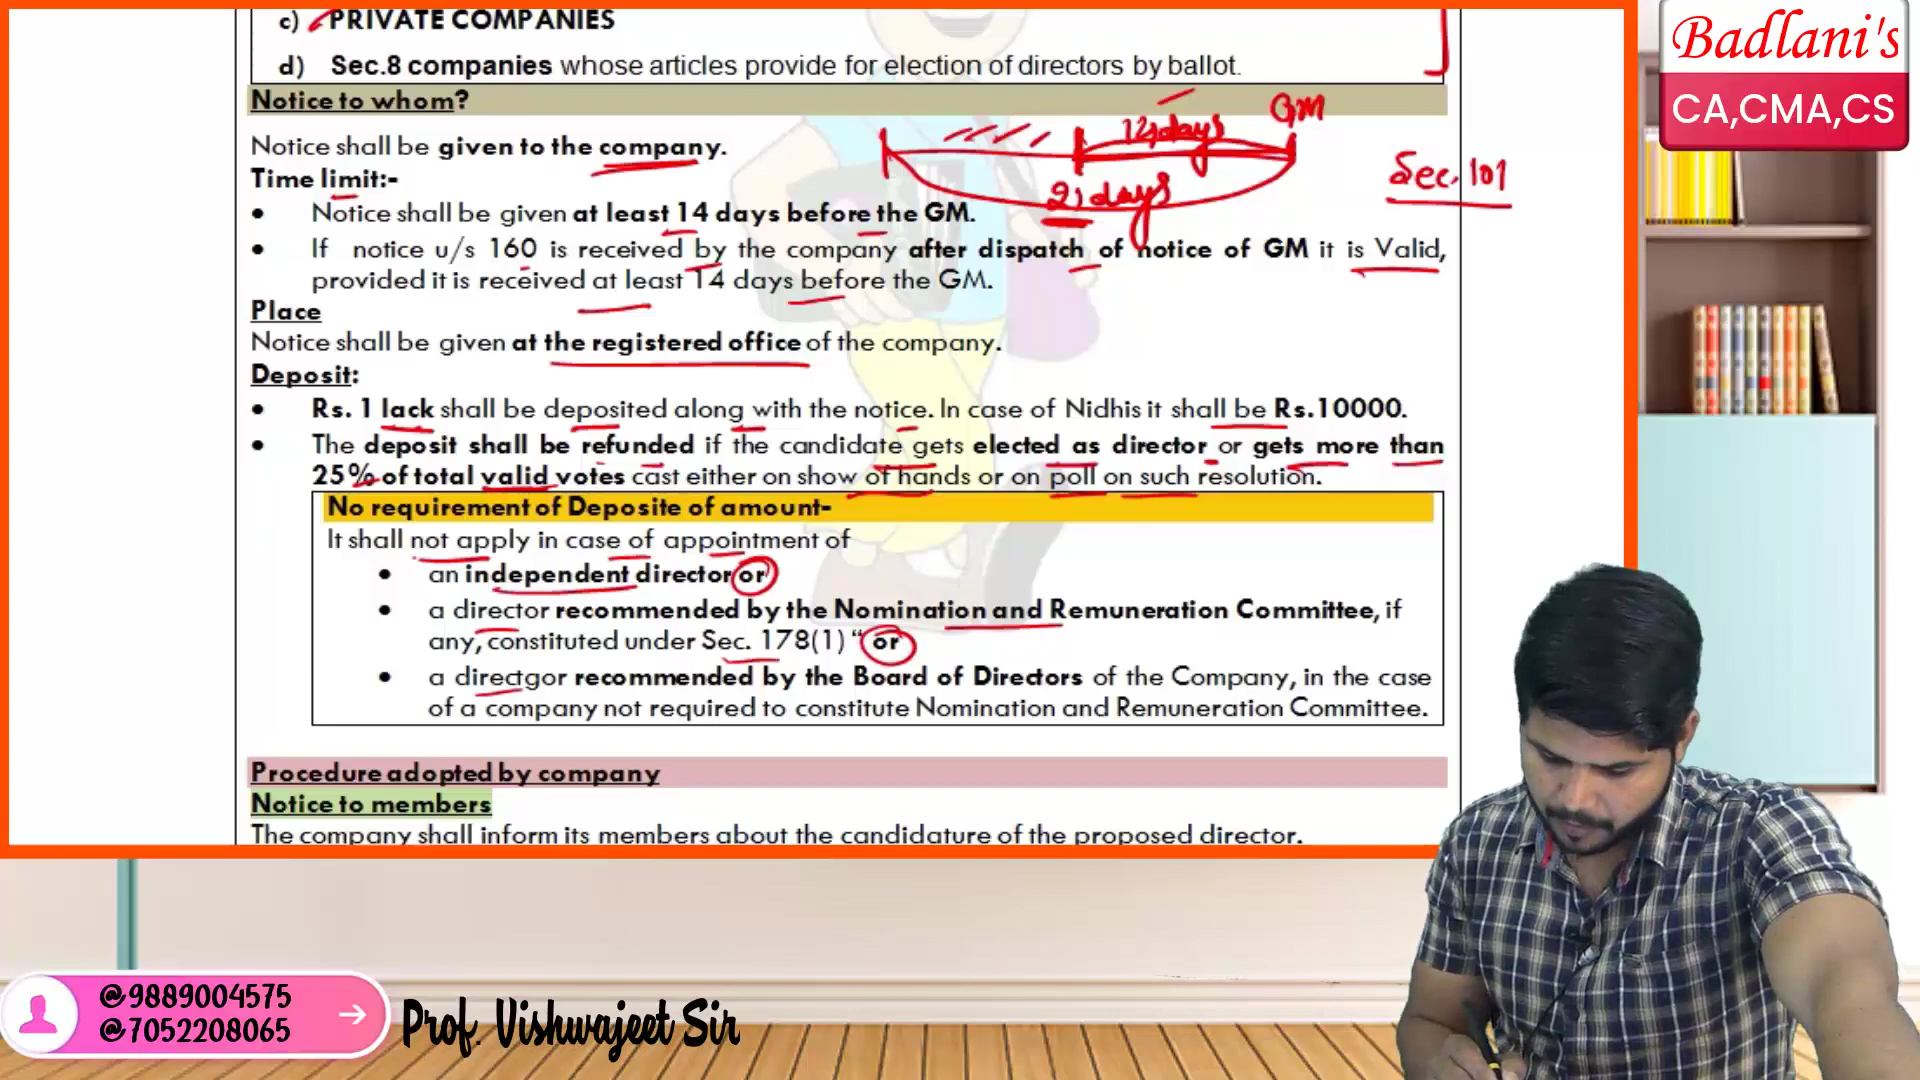 c) PRIVATE COMPANIES
d) Sec.8 companies whose articles provide for election of directors by ballot.
Notice to whom?
Notice shall be given to the company.
Time limit:-
• Notice shall be given at least 14 days before the GM.
• If notice u/s 160 is received by the company after dispatch of notice of GM it is Valid,
provided it is received at least 14 days before the GM.
Place
Notice shall be given at the registered office of the company.
Deposit:
• Rs. 1 lack shall be deposited along with the notice. In case of Nidhis it shall be Rs.10000.
• The deposit shall be refunded if the candidate gets elected as director or gets more than
25% of total valid votes cast either on show of hands or on poll on such resolution.
No requirement of Deposite of amount-
It shall not apply in case of appointment of
• an independent director or
• a director recommended by the Nomination and Remuneration Committee, if
any, constituted under Sec. 178(1) “ or
• a directgor recommended by the Board of Directors of the Company, in the case
of a company not required to constitute Nomination and Remuneration Committee.
Procedure adopted by company
Notice to members
The company shall inform its members about the candidature of the proposed director.
GM
days
21 days
Sec. 101
Badlani's
CA,CMA,CS
@9889004575
@7052208065
Prof. Vishwajeet Sir